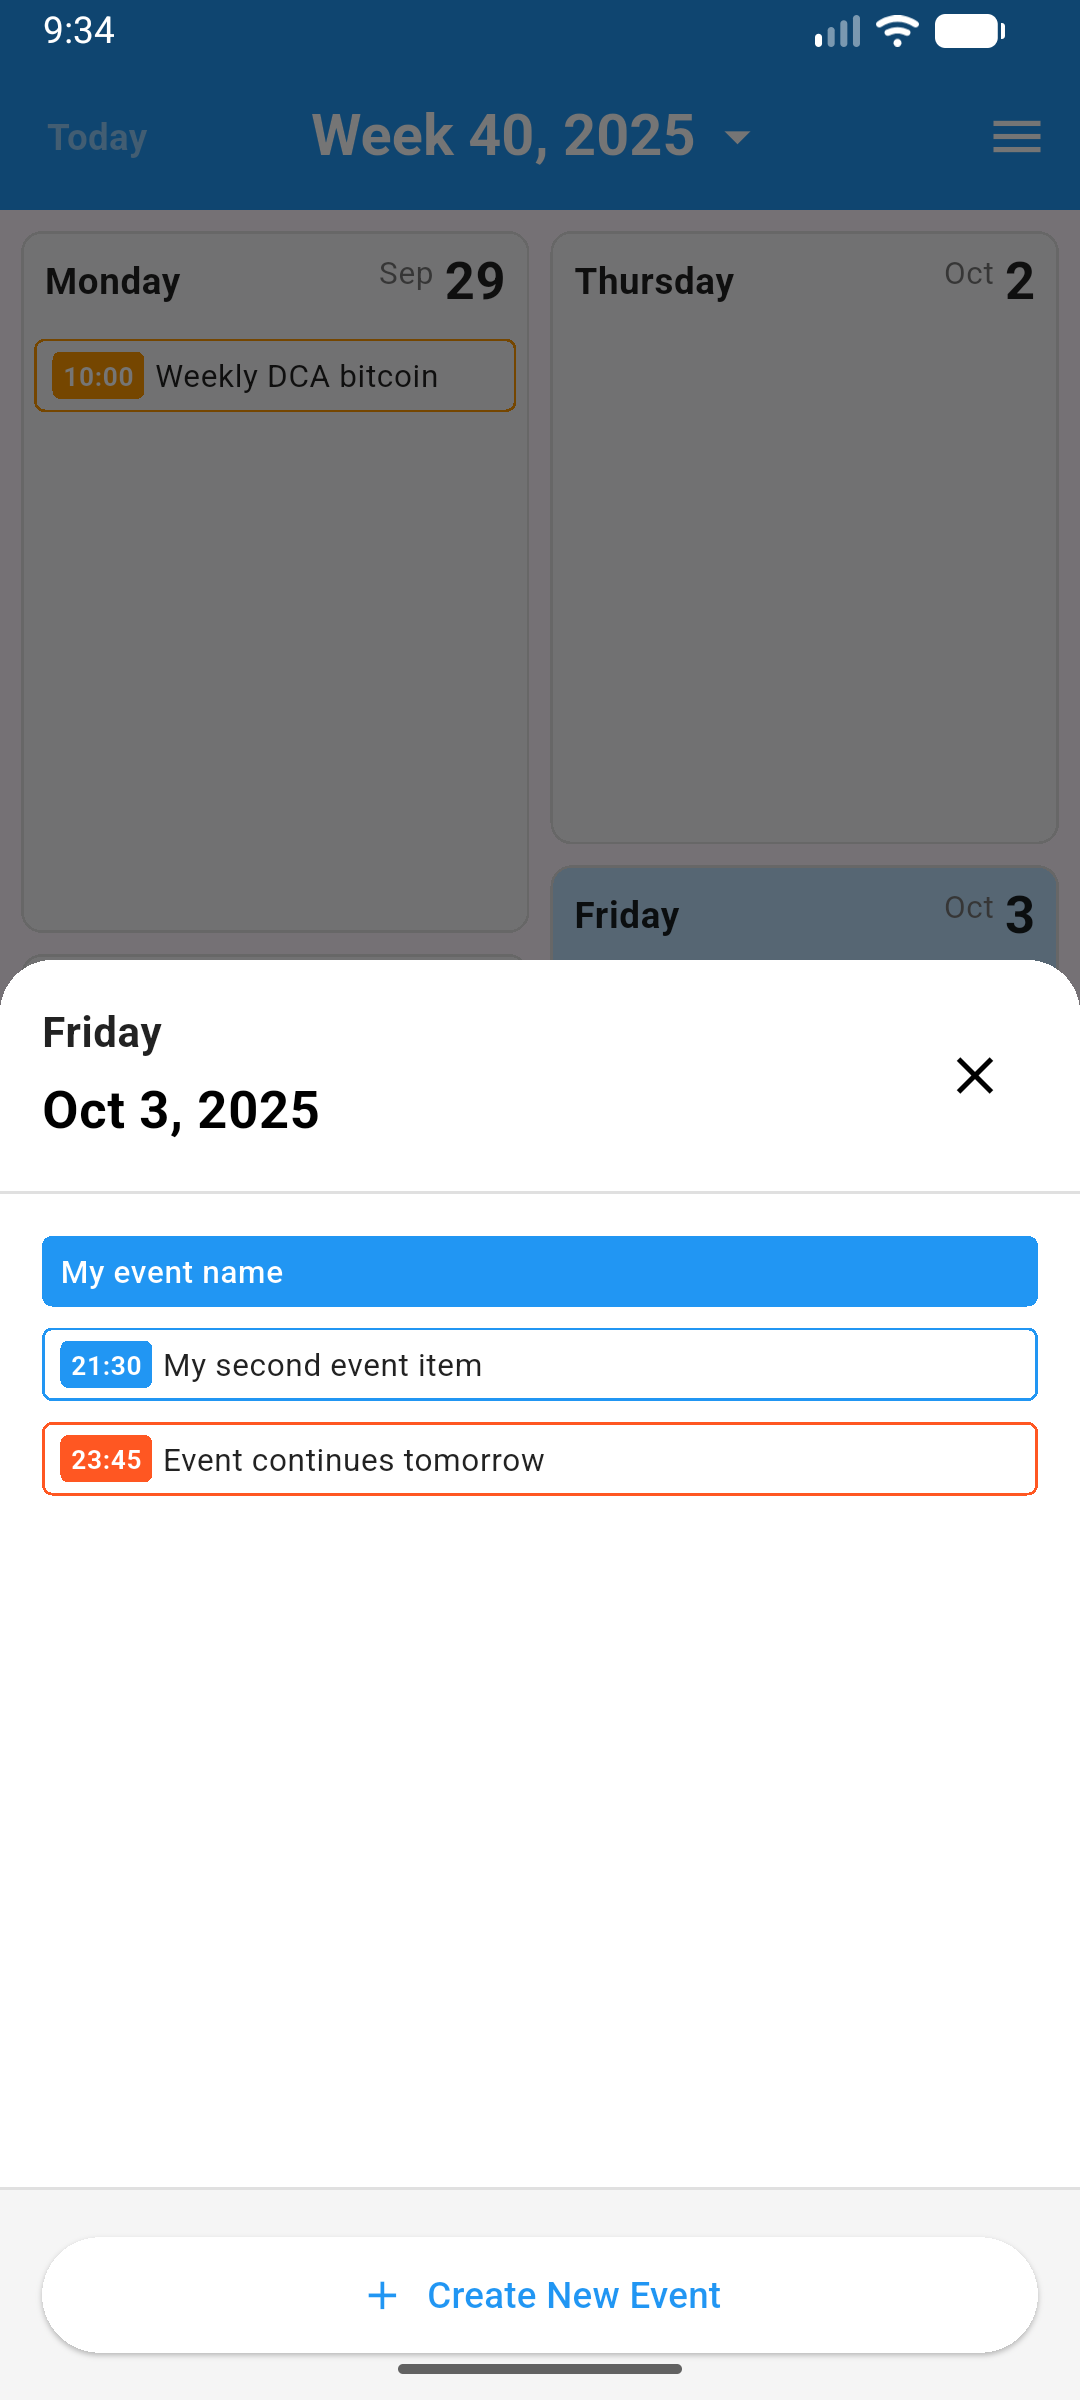 9:34
Today
Week 40, 2025
Monday
Sep 29
10:00 Weekly DCA bitcoin
Thursday
Oct 2
Friday
Oct 3
Friday
Oct 3, 2025
My event name
21:30 My second event item
23:45 Event continues tomorrow
Create New Event